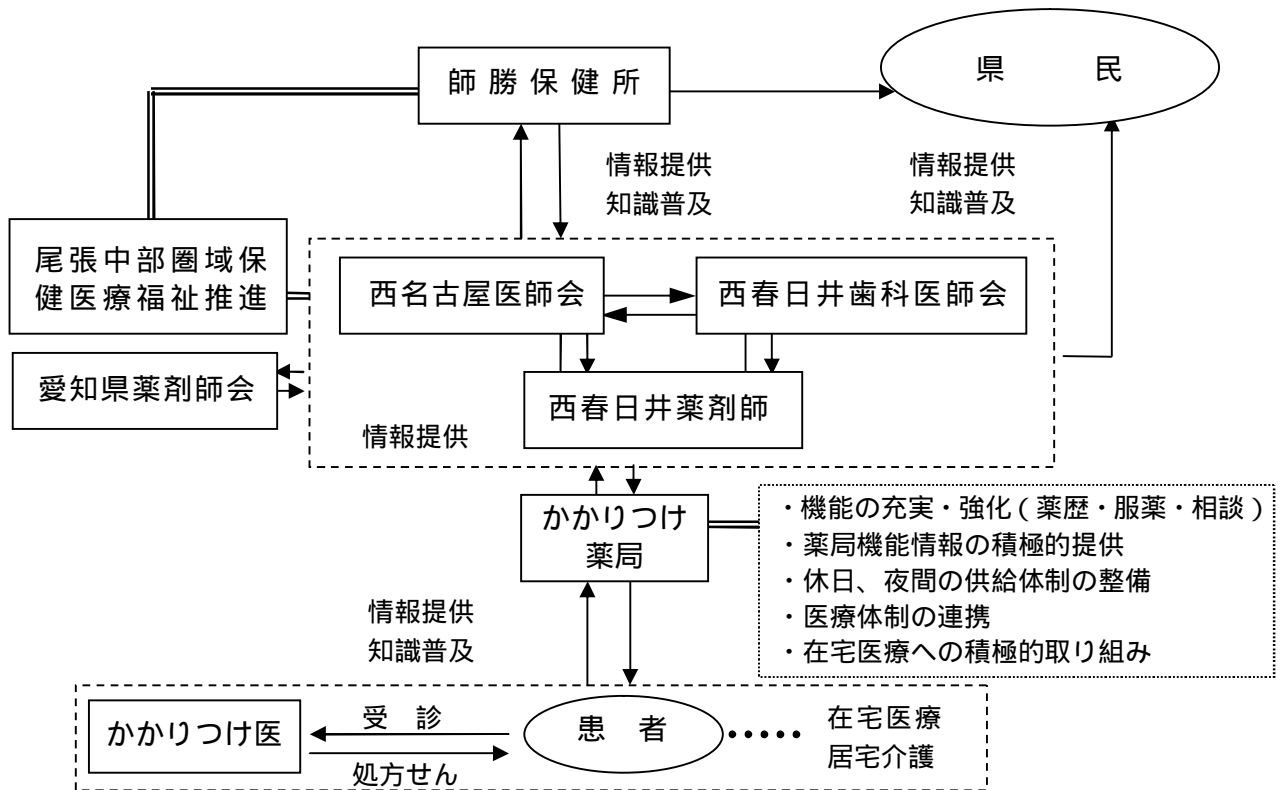 師勝保健所
県　民
情報提供
知識普及
情報提供
知識普及
尾張中部圏域保
健医療福祉推進
西名古屋医師会
西春日井歯科医師会
愛知県薬剤師会
西春日井薬剤師
情報提供
かかりつけ
薬局
・機能の充実・強化（薬歴・服薬・相談）
・薬局機能情報の積極的提供
・休日、夜間の供給体制の整備
・医療体制の連携
・在宅医療への積極的取り組み
情報提供
知識普及
かかりつけ医
受　診
処方せん
患　者
在宅医療
居宅介護